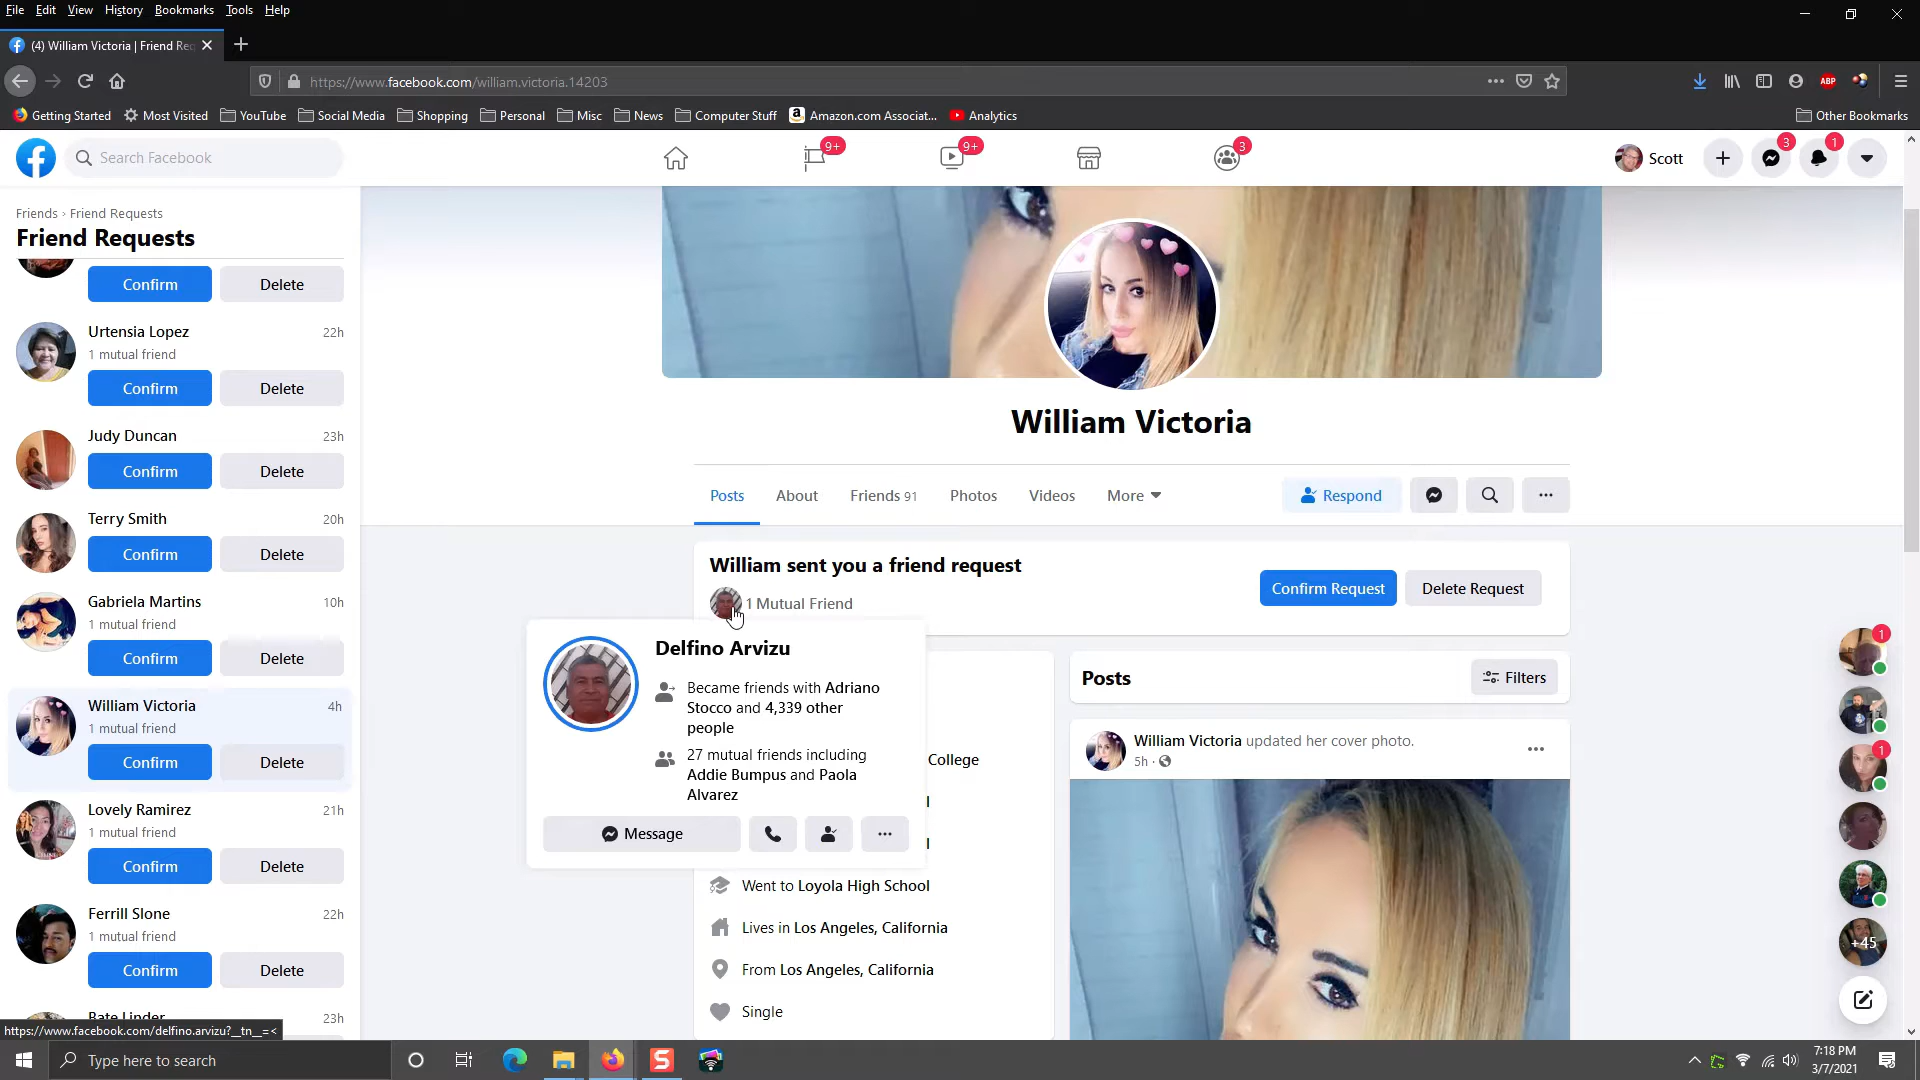 File Edit View History Bookmarks Tools Help
(4) William Victoria | Friend Re
https://www.facebook.com/william.victoria.14203
Getting Started Most Visited YouTube Social Media Shopping Personal Misc News Computer Stuff Amazon.com Associat... Analytics Other Bookmarks
Search Facebook
9+ 9+ 3
Scott
3 1
ABP
Friends › Friend Requests
Friend Requests
Confirm Delete
Urtensia Lopez 22h
1 mutual friend
Confirm Delete
Judy Duncan 23h
Confirm Delete
Terry Smith 20h
Confirm Delete
Gabriela Martins 10h
1 mutual friend
Confirm Delete
William Victoria 4h
1 mutual friend
Confirm Delete
Lovely Ramirez 21h
1 mutual friend
Confirm Delete
Ferrill Slone 22h
1 mutual friend
Confirm Delete
Bate Linder 23h
https://www.facebook.com/delfino.arvizu?__tn__=<
William Victoria
Posts About Friends 91 Photos Videos More
Respond
William sent you a friend request
1 Mutual Friend
Confirm Request Delete Request
Delfino Arvizu
Became friends with Adriano
Stocco and 4,339 other
people
27 mutual friends including
Addie Bumpus and Paola
Alvarez
Message
College
Went to Loyola High School
Lives in Los Angeles, California
From Los Angeles, California
Single
Posts
Filters
William Victoria updated her cover photo.
5h ·
1
1
+45
Type here to search
S
7:18 PM
3/7/2021